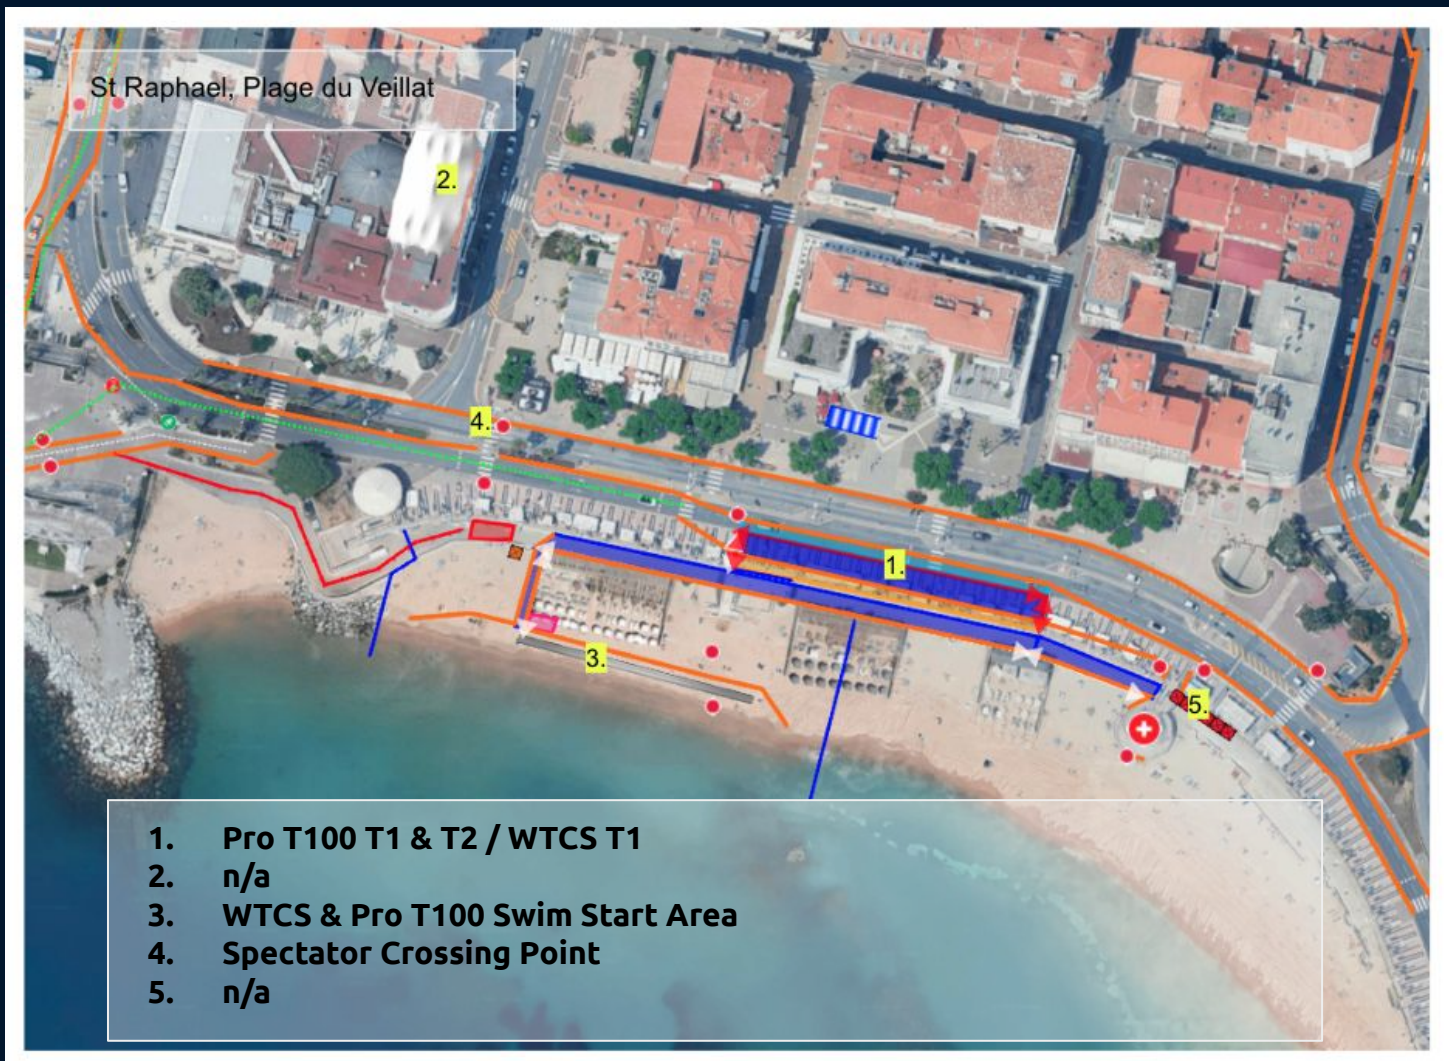 St Raphael, Plage du Veillat
2.
4.
1.
3.
5.
1. Pro T100 T1 & T2 / WTCS T1
2. n/a
3. WTCS & Pro T100 Swim Start Area
4. Spectator Crossing Point
5. n/a